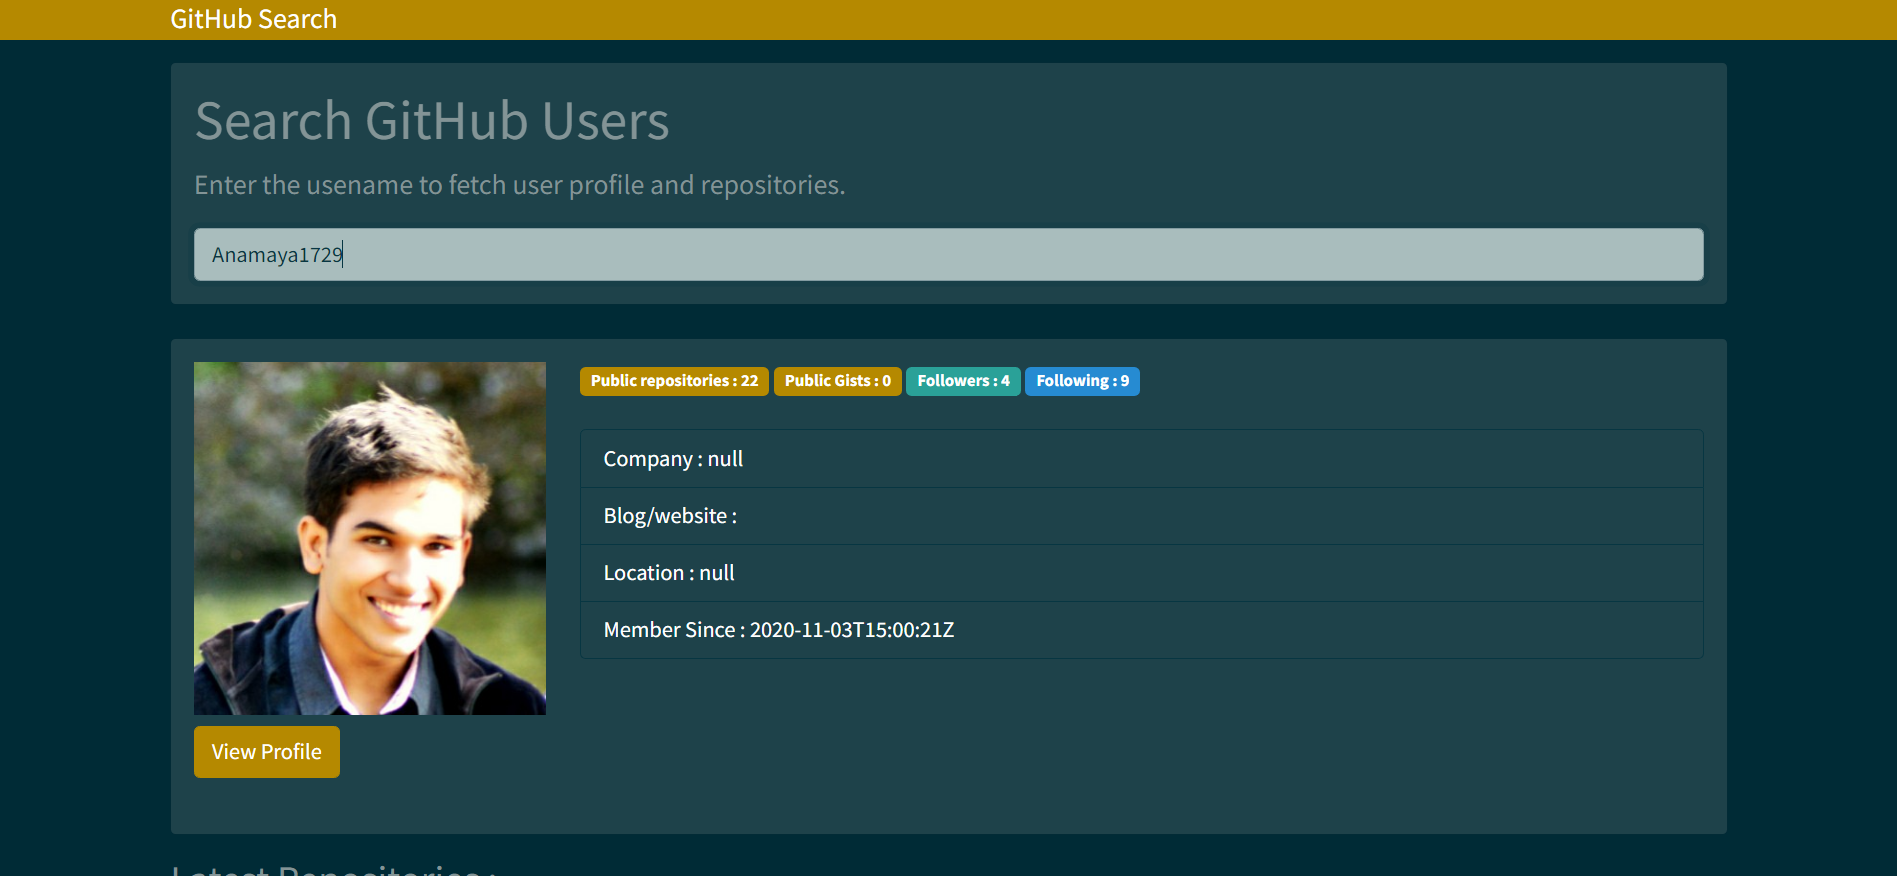 GitHub Search
Search GitHub Users
Enter the usename to fetch user profile and repositories.
Anamaya1729
Public repositories : 22 Public Gists : 0 Followers : 4 Following : 9
Company : null
Blog/website :
Location : null
Member Since : 2020-11-03T15:00:21Z
View Profile
Latest Repositories :